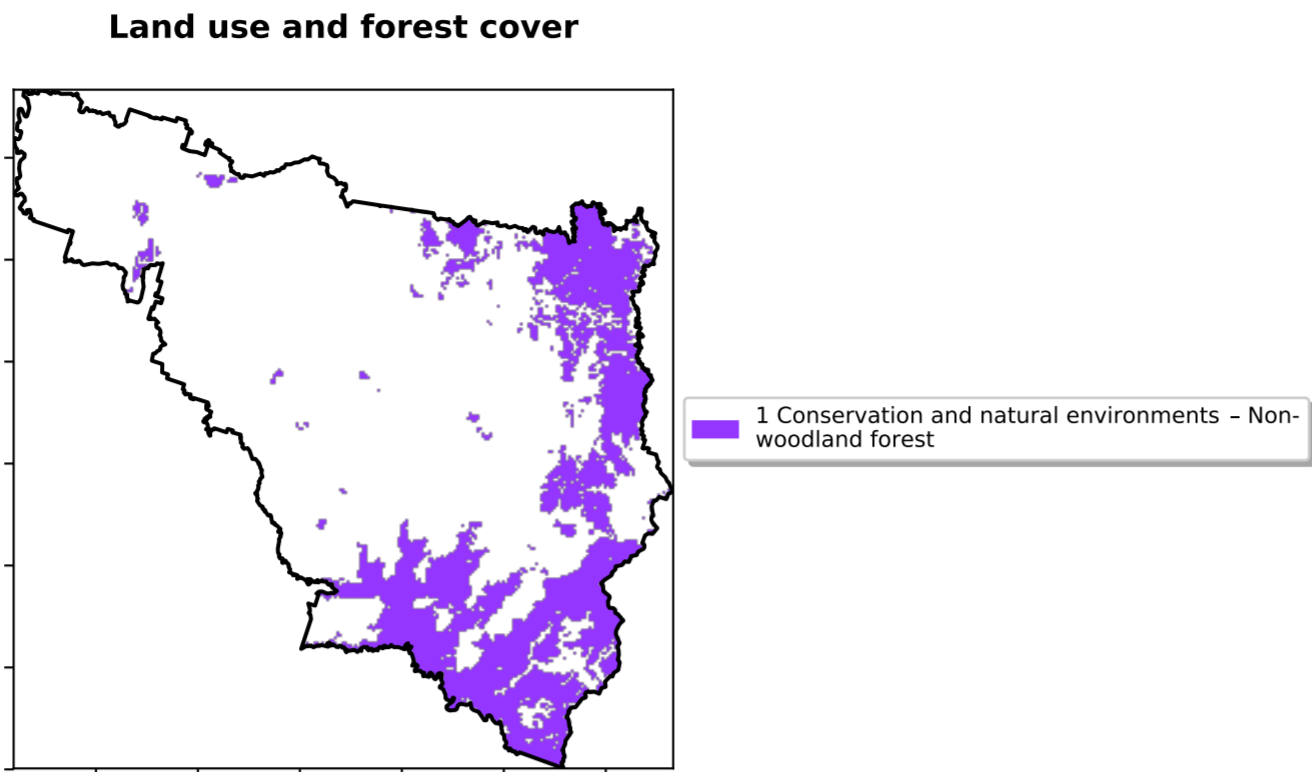 Land use and forest cover
1 Conservation and natural environments – Non-
woodland forest